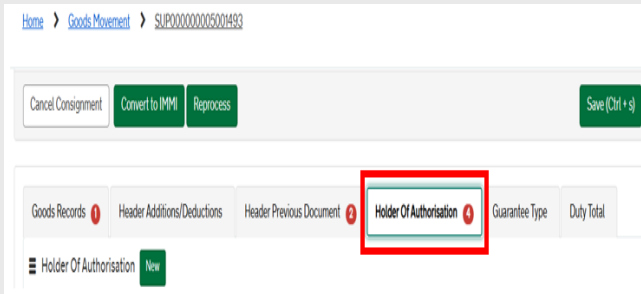 Home > Goods Movement > SUP000000005001493
Cancel Consignment Convert to IMMI Reprocess Save (Ctrl + s)
Goods Records 1 Header Additions/Deductions Header Previous Document 2 Holder Of Authorisation 4 Guarantee Type Duty Total
Holder Of Authorisation New